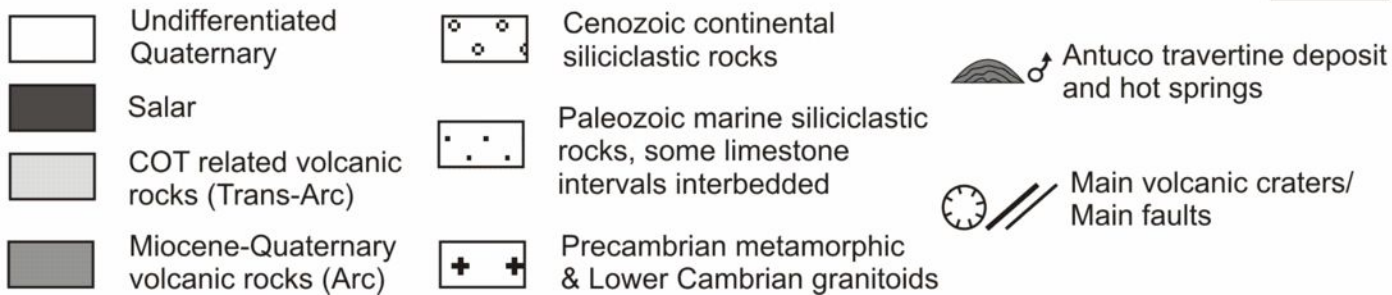 Undifferentiated
Quaternary
Salar
COT related volcanic
rocks (Trans-Arc)
Miocene-Quaternary
volcanic rocks (Arc)
Cenozoic continental
siliciclastic rocks
Paleozoic marine siliciclastic
rocks, some limestone
intervals interbedded
Precambrian metamorphic
& Lower Cambrian granitoids
Antuco travertine deposit
and hot springs
Main volcanic craters/
Main faults